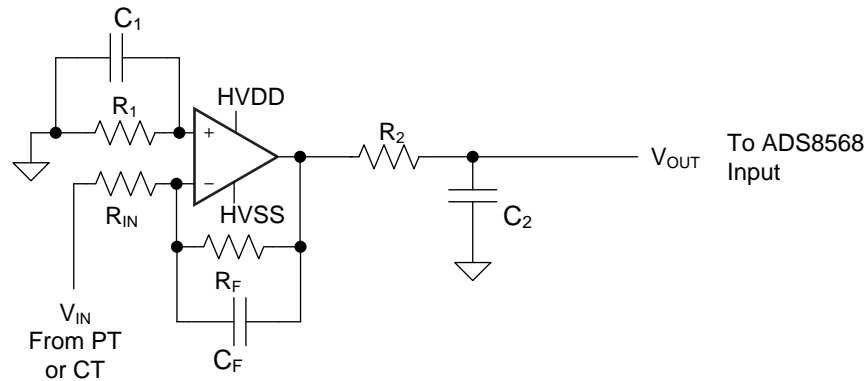 C1
R1
+
HVDD
−
HVSS
RIN
RF
CF
VIN
From PT
or CT
R2
C2
VOUT
To ADS8568
Input